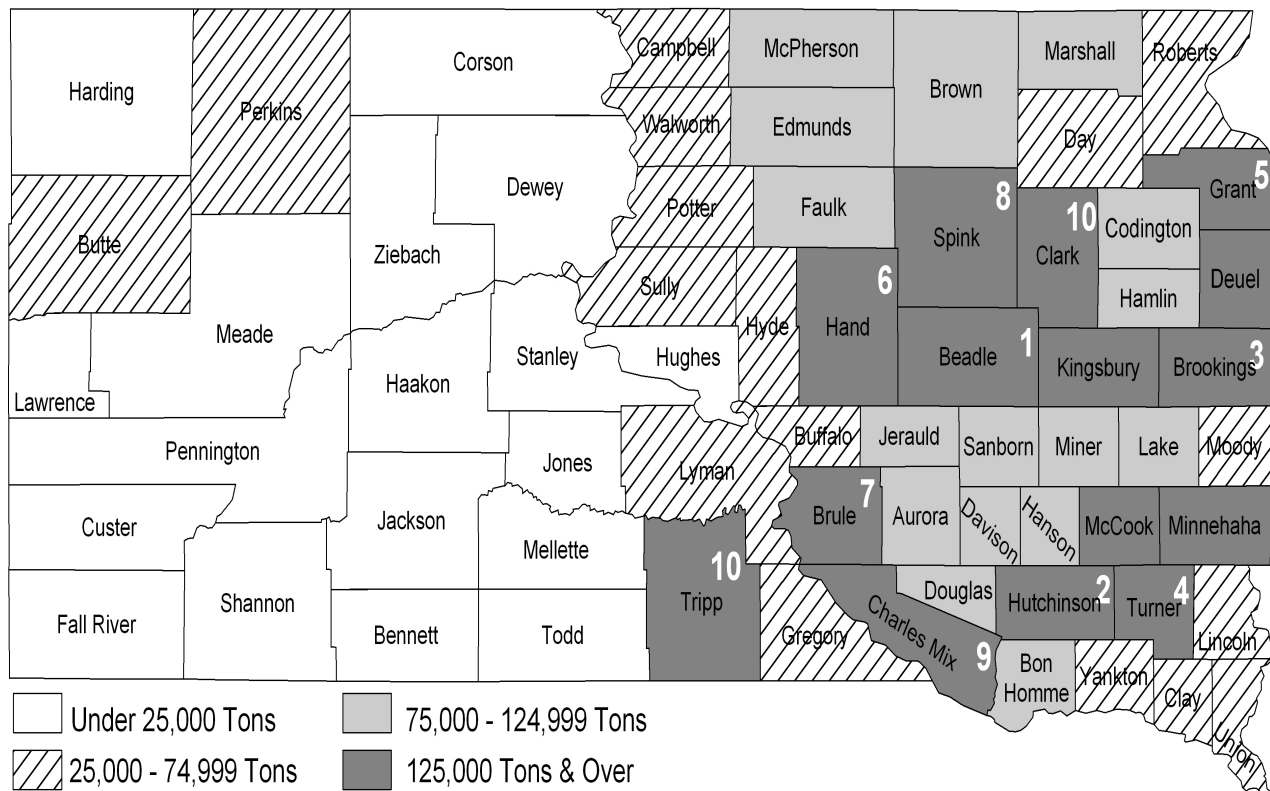 Harding
Perkins
Corson
Campbell
McPherson
Brown
Marshall
Roberts
Walworth
Edmunds
Day
Butte
Dewey
Potter
Faulk
8
Spink
10
Clark
Codington
5
Grant
Ziebach
Sully
6
Hand
Hamlin
Deuel
Meade
Hyde
Stanley
Hughes
Haakon
1
Beadle
Kingsbury
3
Brookings
Lawrence
Pennington
Jones
Lyman
Buffalo
Jerauld
Sanborn
Miner
Lake
Moody
Custer
Jackson
Mellette
7
Brule
Aurora
Davison
Hanson
McCook
Minnehaha
Fall River
Shannon
Bennett
Todd
10
Tripp
Gregory
Charles Mix
9
Douglas
2
Hutchinson
4
Turner
Lincoln
Bon
Homme
Yankton
Clay
Union
Under 25,000 Tons
75,000 - 124,999 Tons
25,000 - 74,999 Tons
125,000 Tons & Over